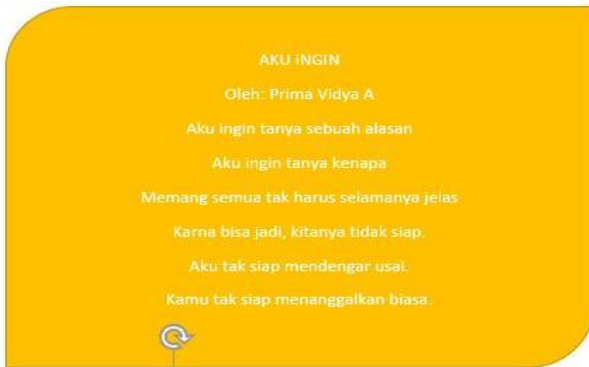 AKU iNGIN
Oleh: Prima Vidya A
Aku ingin tanya sebuah alasan
Aku ingin tanya kenapa
Memang semua tak harus selamanya jelas
Karna bisa jadi, kitanya tidak siap.
Aku tak siap mendengar usai.
Kamu tak siap menanggalkan biasa.